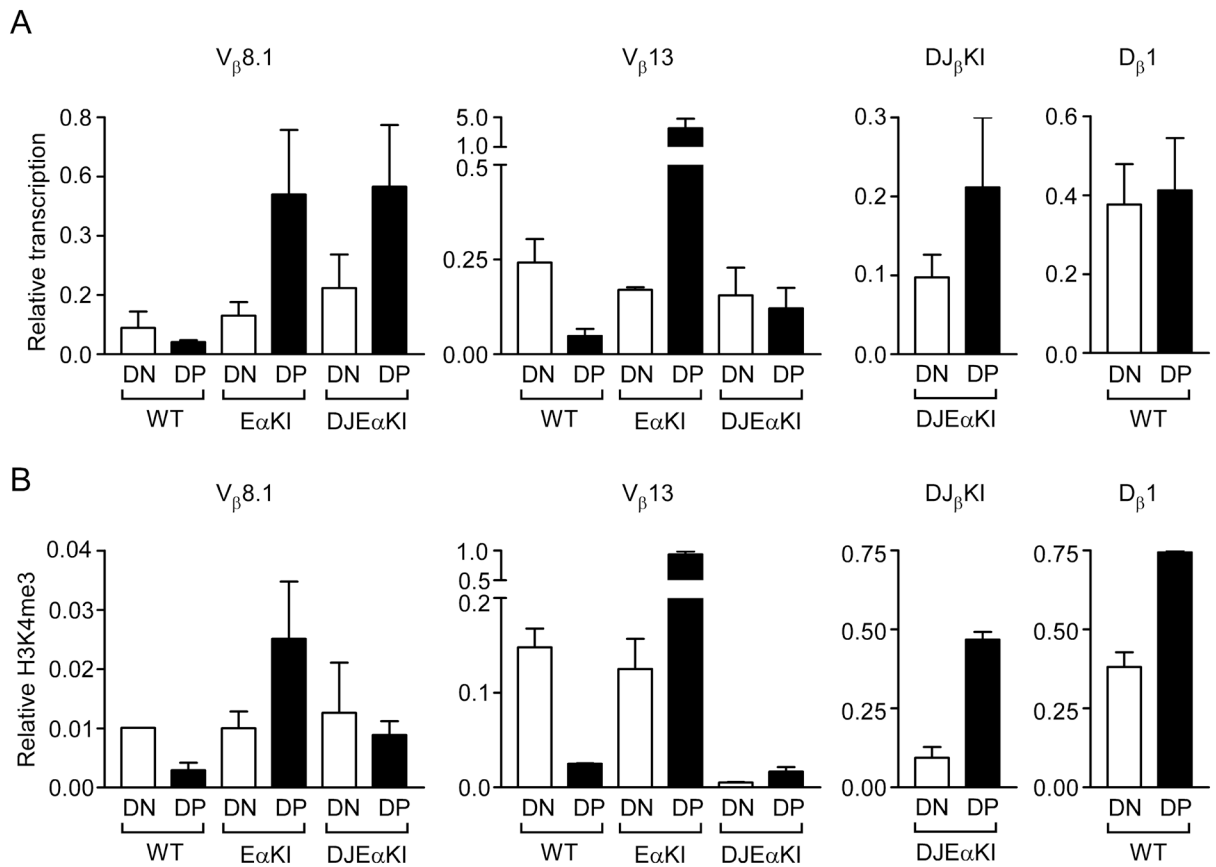 A
Vβ8.1
Vβ13
DJβKI
Dβ1
Relative transcription
0.8
0.6
0.3
0.2
0.0
5.0
1.0
0.5
0.25
0.00
0.3
0.2
0.1
0.0
0.6
0.4
0.2
0.0
DN DP DN DP DN DP
WT EαKI DJEαKI
DN DP DN DP DN DP
WT EαKI DJEαKI
DN DP
DJEαKI
DN DP
WT
B
Vβ8.1
Vβ13
DJβKI
Dβ1
Relative H3K4me3
0.04
0.03
0.02
0.01
0.00
1.0
0.5
0.2
0.1
0.0
0.75
0.50
0.25
0.00
0.75
0.50
0.25
0.00
DN DP DN DP DN DP
WT EαKI DJEαKI
DN DP DN DP DN DP
WT EαKI DJEαKI
DN DP
DJEαKI
DN DP
WT